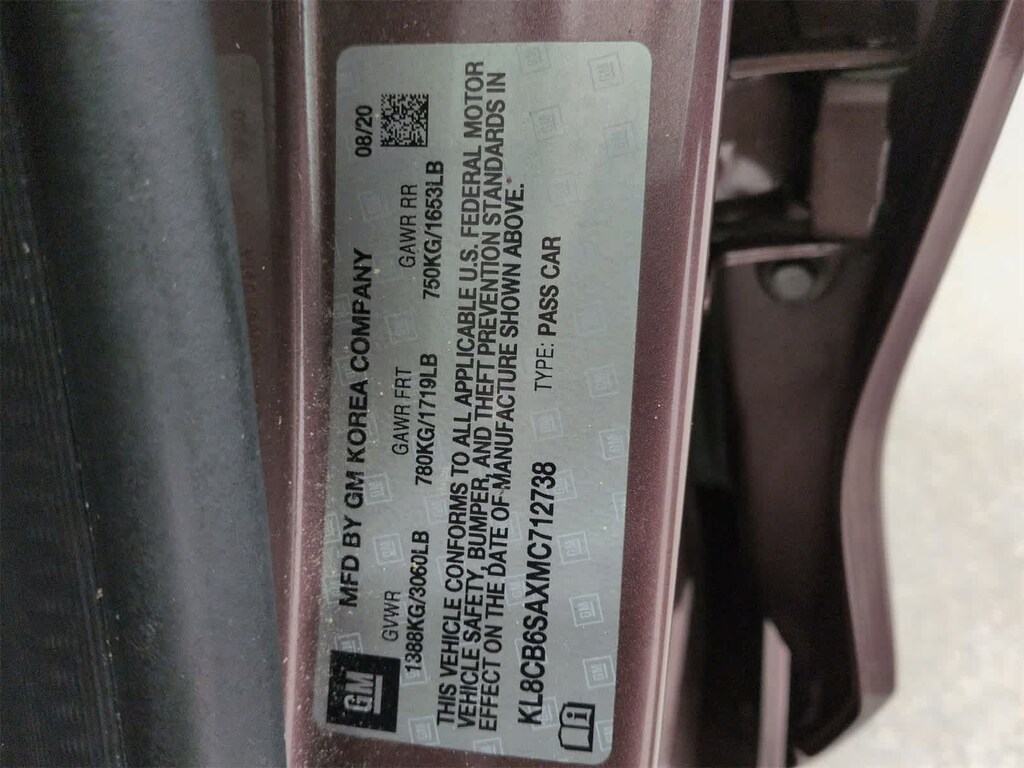 GM
MFD BY GM KOREA COMPANY 08/20
GVWR GAWR FRT GAWR RR
1388KG/3060LB 780KG/1719LB 750KG/1653LB
THIS VEHICLE CONFORMS TO ALL APPLICABLE U.S. FEDERAL MOTOR
VEHICLE SAFETY, BUMPER, AND THEFT PREVENTION STANDARDS IN
EFFECT ON THE DATE OF MANUFACTURE SHOWN ABOVE.
KL8CB6SAXMC712738 TYPE: PASS CAR